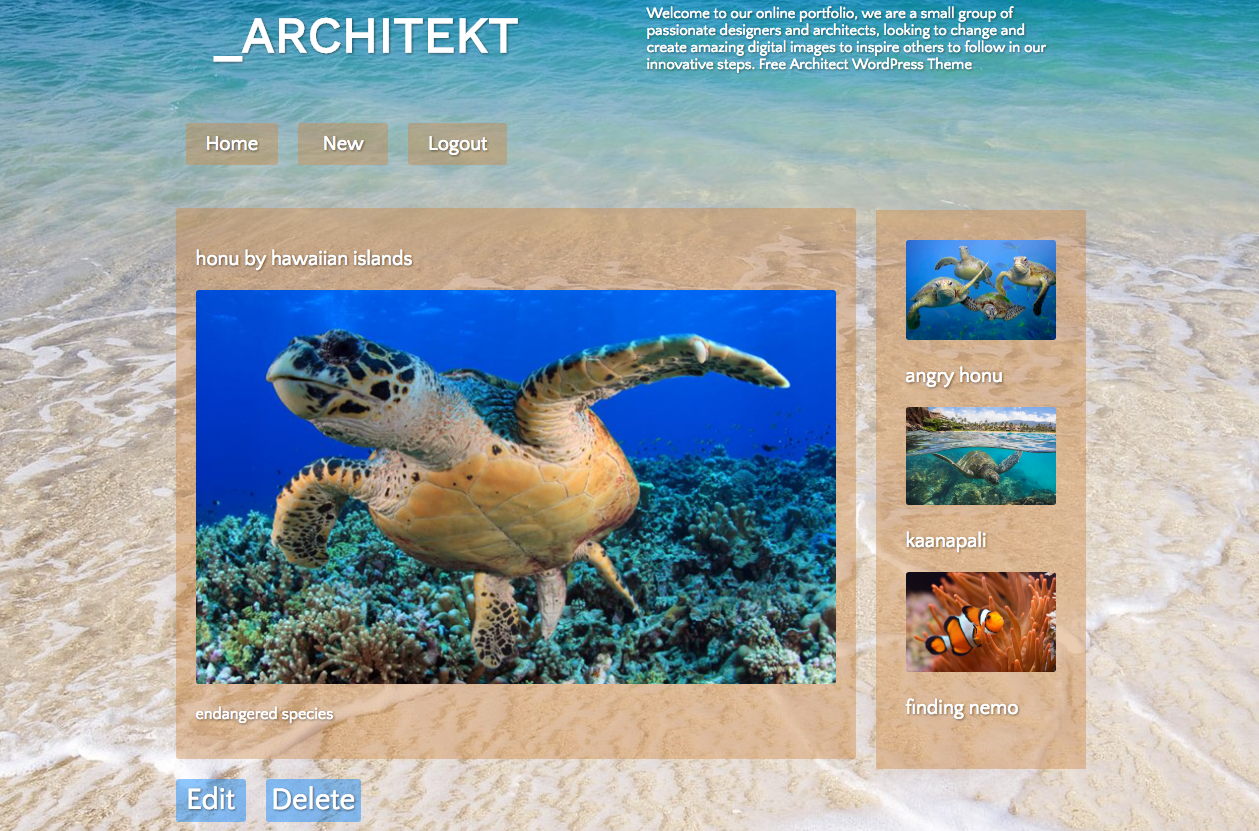 _ARCHITEKT
Welcome to our online portfolio, we are a small group of
passionate designers and architects, looking to change and
create amazing digital images to inspire others to follow in our
innovative steps. Free Architect WordPress Theme
Home
New
Logout
honu by hawaiian islands
endangered species
angry honu
kaanapali
finding nemo
Edit
Delete